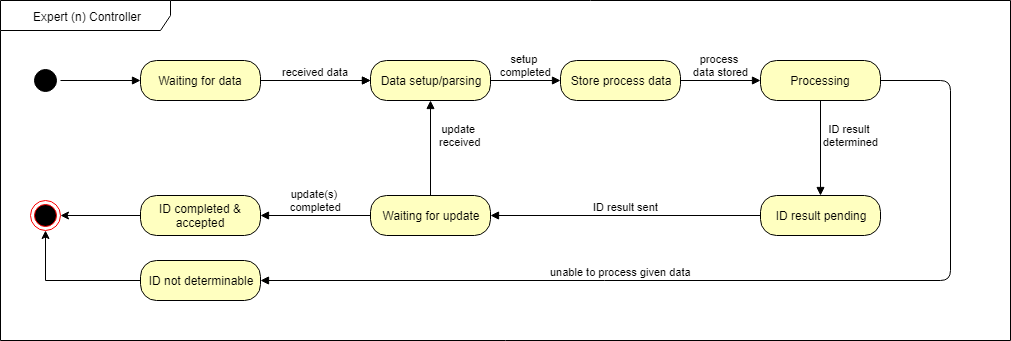 Expert (n) Controller
Waiting for data
received data
Data setup/parsing
setup
completed
Store process data
process
data stored
Processing
update
received
ID result
determined
ID completed &
accepted
update(s)
completed
Waiting for update
ID result sent
ID result pending
ID not determinable
unable to process given data